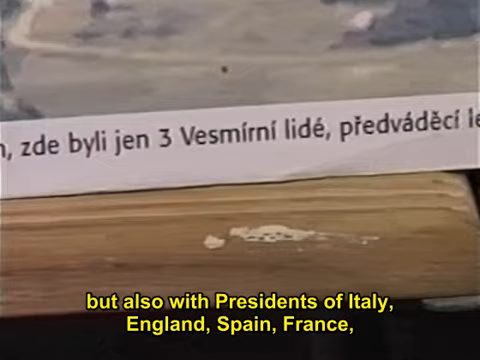 zde byli jen 3 Vesmírní lidé, předváděcí
but also with Presidents of Italy,
England, Spain, France,